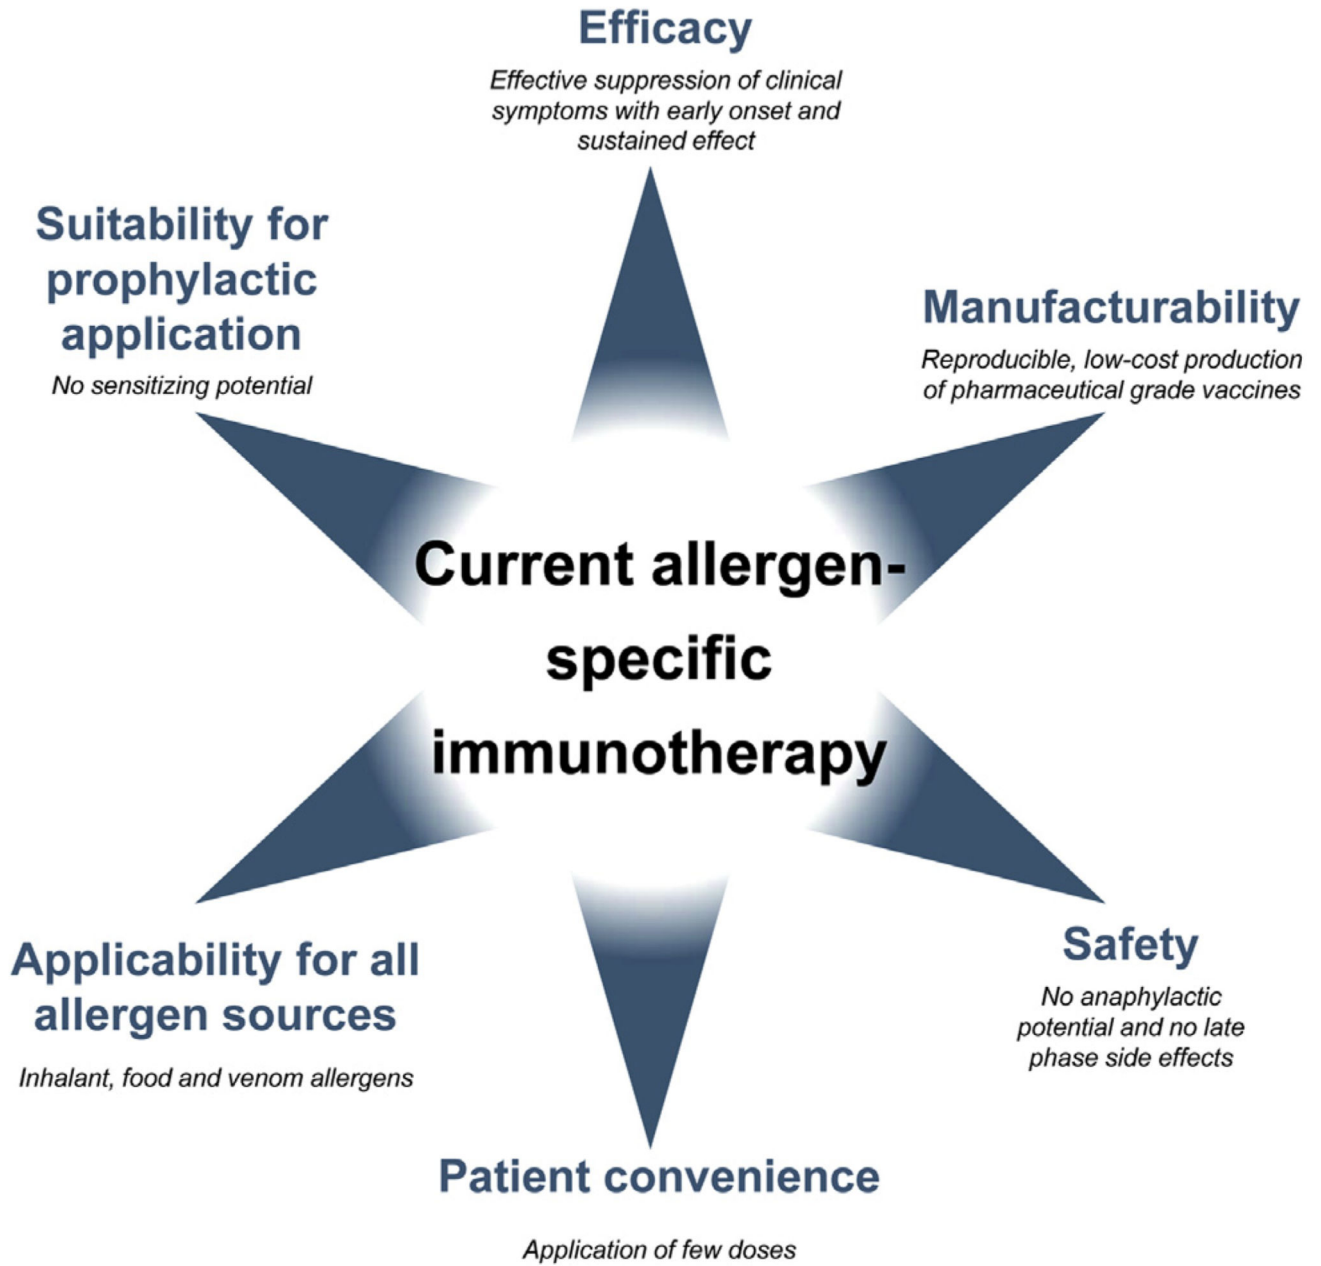 Efficacy
Effective suppression of clinical
symptoms with early onset and
sustained effect
Suitability for
prophylactic
application
No sensitizing potential
Manufacturability
Reproducible, low-cost production
of pharmaceutical grade vaccines
Current allergen-
specific
immunotherapy
Applicability for all
allergen sources
Inhalant, food and venom allergens
Safety
No anaphylactic
potential and no late
phase side effects
Patient convenience
Application of few doses